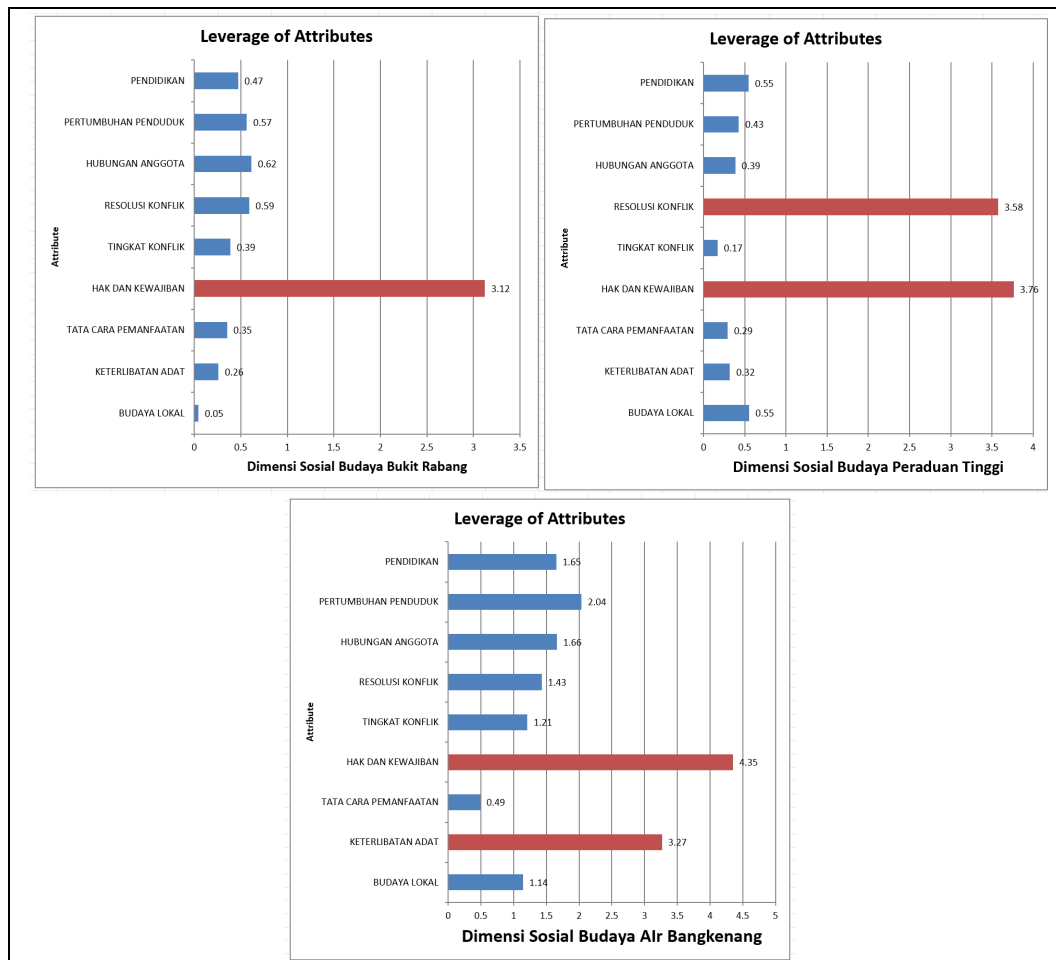 Leverage of Attributes
Attribute
PENDIDIKAN 0.47
PERTUMBUHAN PENDUDUK 0.57
HUBUNGAN ANGGOTA 0.62
RESOLUSI KONFLIK 0.59
TINGKAT KONFLIK 0.39
HAK DAN KEWAJIBAN 3.12
TATA CARA PEMANFAATAN 0.35
KETERLIBATAN ADAT 0.26
BUDAYA LOKAL 0.05
0 0.5 1 1.5 2 2.5 3 3.5
Dimensi Sosial Budaya Bukit Rabang
Leverage of Attributes
Attribute
PENDIDIKAN 0.55
PERTUMBUHAN PENDUDUK 0.43
HUBUNGAN ANGGOTA 0.39
RESOLUSI KONFLIK 3.58
TINGKAT KONFLIK 0.17
HAK DAN KEWAJIBAN 3.76
TATA CARA PEMANFAATAN 0.29
KETERLIBATAN ADAT 0.32
BUDAYA LOKAL 0.55
0 0.5 1 1.5 2 2.5 3 3.5 4
Dimensi Sosial Budaya Peraduan Tinggi
Leverage of Attributes
Attribute
PENDIDIKAN 1.65
PERTUMBUHAN PENDUDUK 2.04
HUBUNGAN ANGGOTA 1.66
RESOLUSI KONFLIK 1.43
TINGKAT KONFLIK 1.21
HAK DAN KEWAJIBAN 4.35
TATA CARA PEMANFAATAN 0.49
KETERLIBATAN ADAT 3.27
BUDAYA LOKAL 1.14
0 0.5 1 1.5 2 2.5 3 3.5 4 4.5 5
Dimensi Sosial Budaya AIr Bangkenang